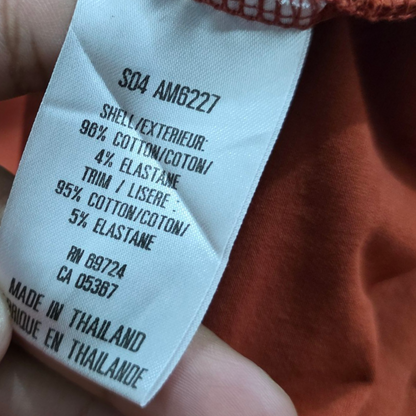 S04 AM6227
SHELL/EXTERIEUR:
96% COTTON/COTON/
4% ELASTANE
TRIM / LISERE :
95% COTTON/COTON/
5% ELASTANE
RN 69724
CA 05367
MADE IN THAILAND
RIQUE EN THAILANDE